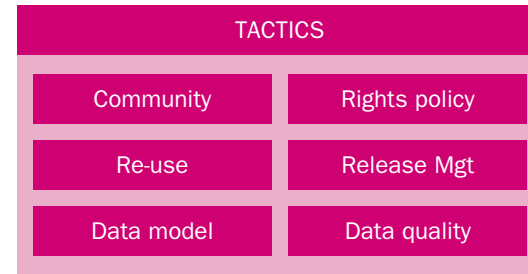 TACTICS
Community
Rights policy
Re-use
Release Mgt
Data model
Data quality